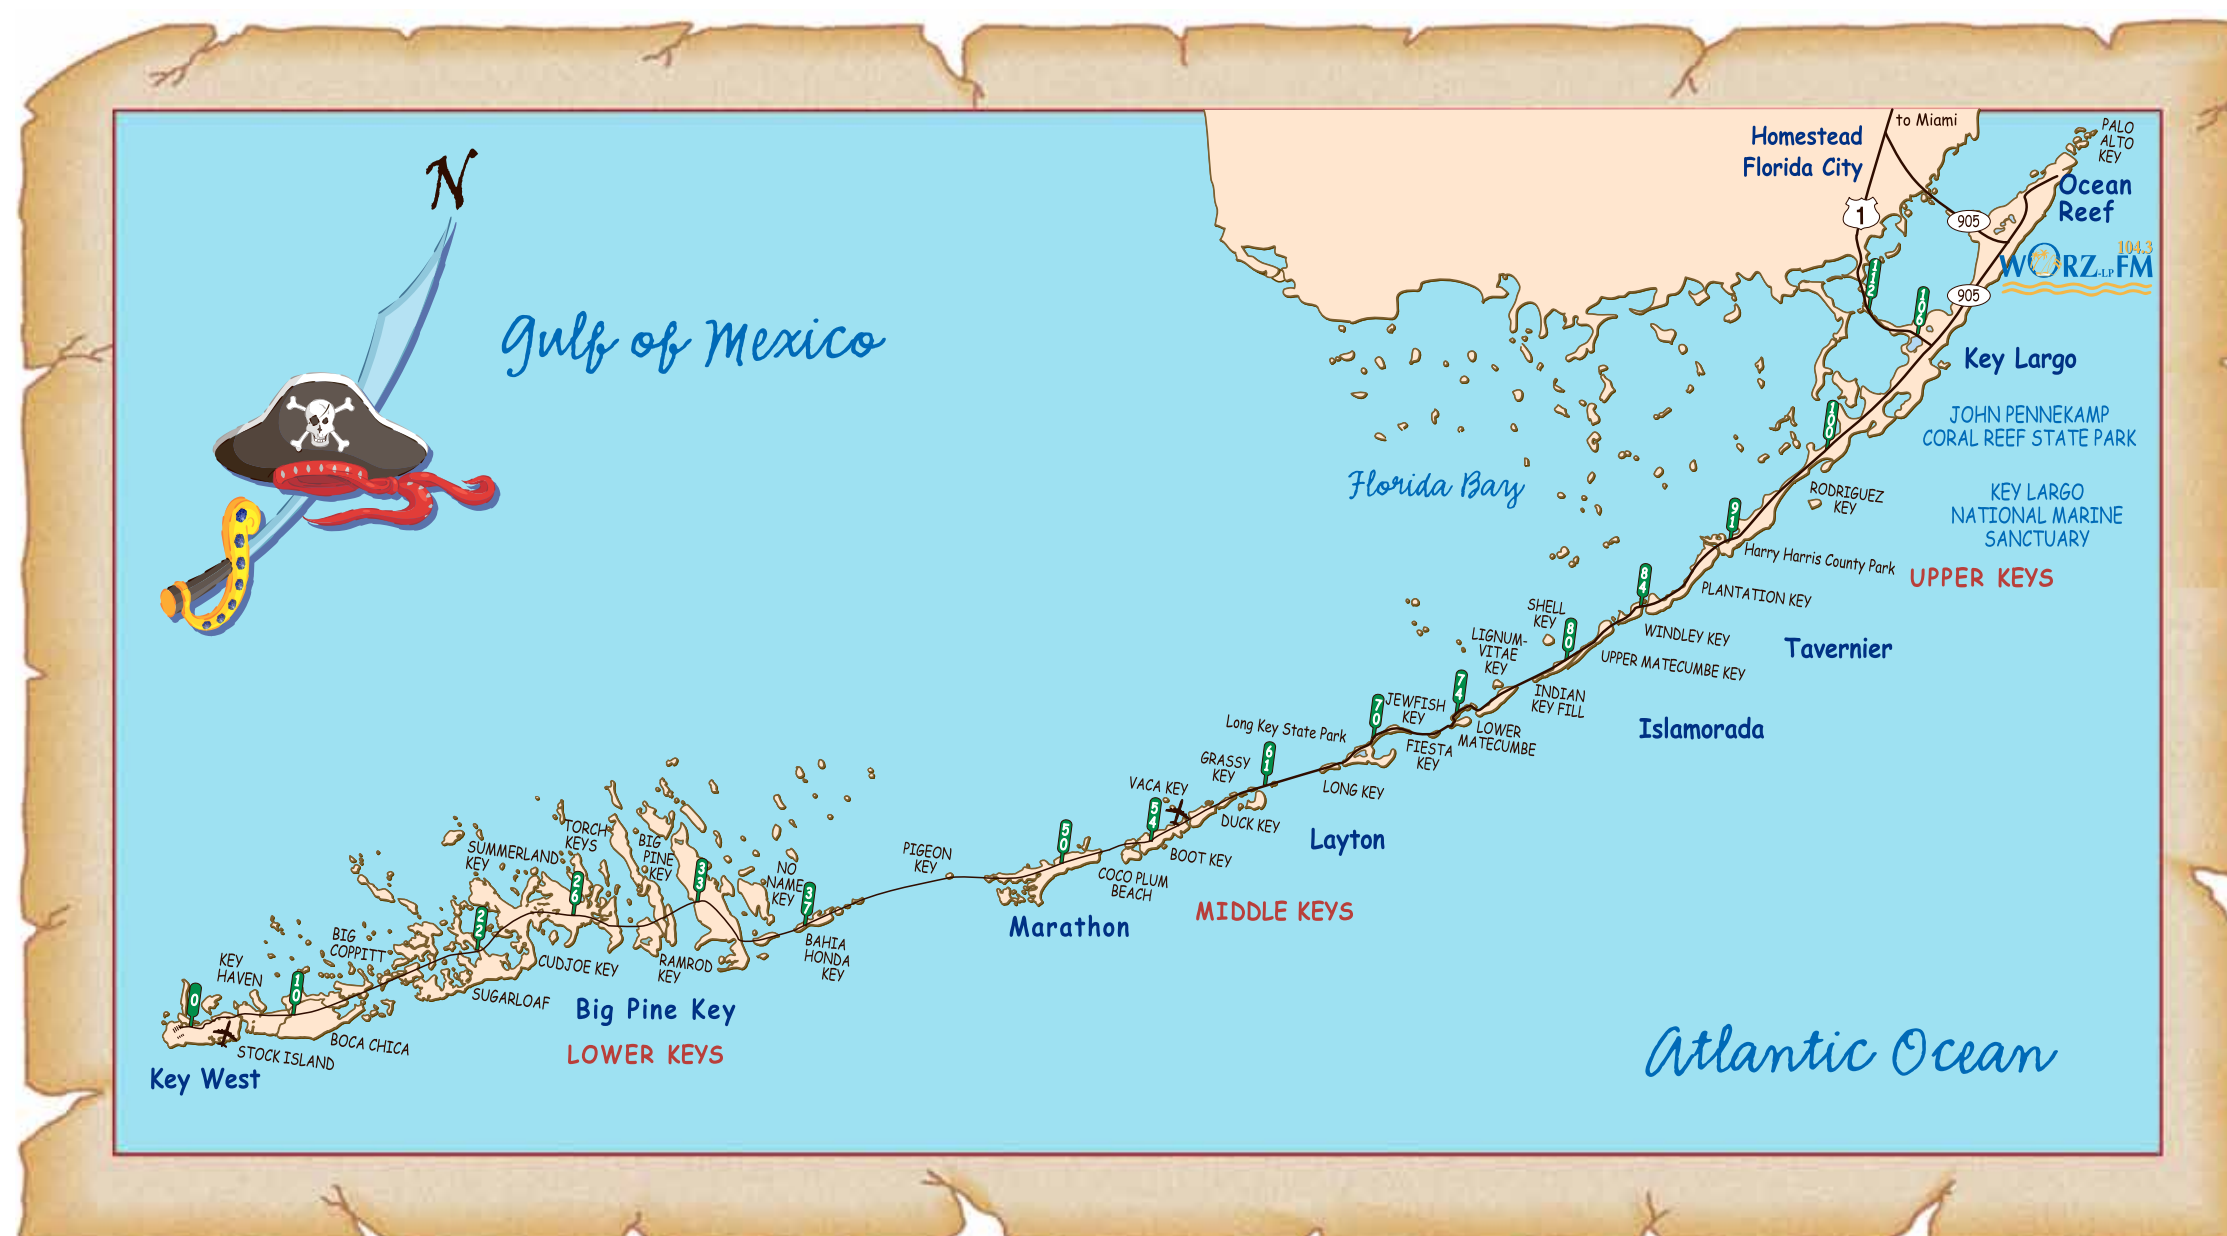 N
Gulf of Mexico
to Miami
Homestead
Florida City
1
905
905
PALO
ALTO
KEY
Ocean
Reef
104.3
WORZ-LP FM
112
106
Key Largo
JOHN PENNEKAMP
CORAL REEF STATE PARK
100
Florida Bay
RODRIGUEZ
KEY
KEY LARGO
NATIONAL MARINE
SANCTUARY
91
Harry Harris County Park
UPPER KEYS
84
PLANTATION KEY
SHELL
KEY
80
WINDLEY KEY
Tavernier
LIGNUM-
VITAE
KEY
UPPER MATECUMBE KEY
74
INDIAN
KEY FILL
Islamorada
70
JEWFISH
KEY
LOWER
MATECUMBE
Long Key State Park
FIESTA
KEY
61
GRASSY
KEY
LONG KEY
VACA KEY
54
DUCK KEY
Layton
50
BOOT KEY
COCO PLUM
BEACH
PIGEON
KEY
Marathon
MIDDLE KEYS
TORCH
KEYS
BIG
PINE
KEY
SUMMERLAND
KEY
NO
NAME
KEY
33
26
37
22
BAHIA
HONDA
KEY
BIG
COPPITT
CUDJOE KEY
RAMROD
KEY
KEY
HAVEN
10
0
SUGARLOAF
Big Pine Key
BOCA CHICA
STOCK ISLAND
LOWER KEYS
Key West
Atlantic Ocean